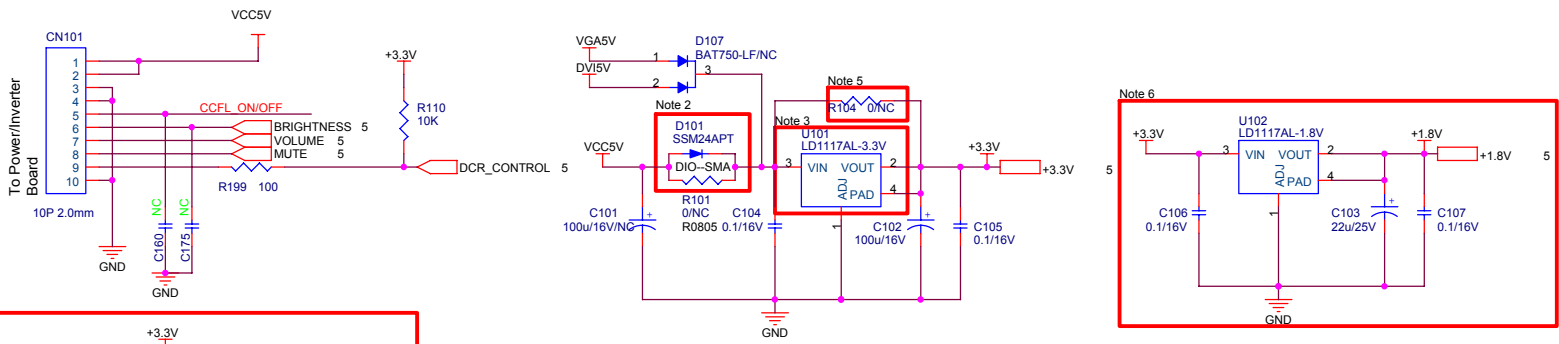 VCC5V
CN101
To Power/Inverter
Board
1
2
3
4
5
6
7
8
9
10
10P 2.0mm
CCFL_ON/OFF
BRIGHTNESS 5
VOLUME 5
MUTE 5
R199 100
+3.3V
R110
10K
DCR_CONTROL 5
NC
C160
NC
C175
GND
GND
+3.3V
VGA5V
DVI5V
1
2
3
D107
BAT750-LF/NC
Note 2
D101
SSM24APT
DIO--SMA
R101
0/NC
R0805
VCC5V
C101
100u/16V/NC
C104
0.1/16V
Note 5
R104 0/NC
Note 3
U101
LD1117AL-3.3V
3
VIN
VOUT
2
ADJ
PAD
4
1
C102
100u/16V
C105
0.1/16V
+3.3V
+3.3V
5
GND
Note 6
+3.3V
U102
LD1117AL-1.8V
3
VIN
VOUT
2
ADJ
PAD
4
1
+1.8V
+1.8V
5
C106
0.1/16V
C103
22u/25V
C107
0.1/16V
GND